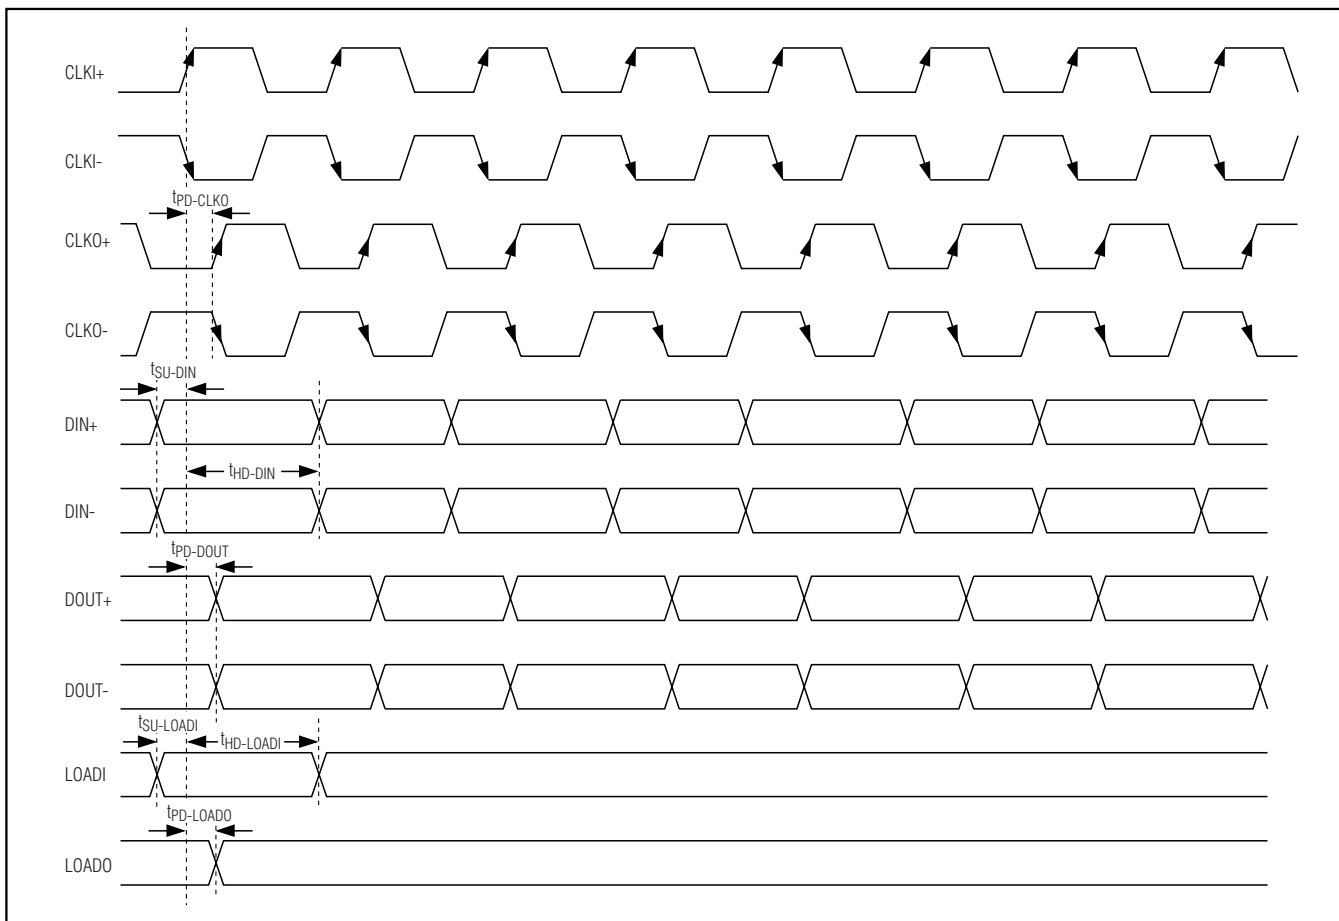 CLKI+
CLKI-
tPD-CLKO
CLKO+
CLKO-
tSU-DIN
DIN+
tHD-DIN
DIN-
tPD-DOUT
DOUT+
DOUT-
tSU-LOADI
tHD-LOADI
LOADI
tPD-LOADO
LOADO